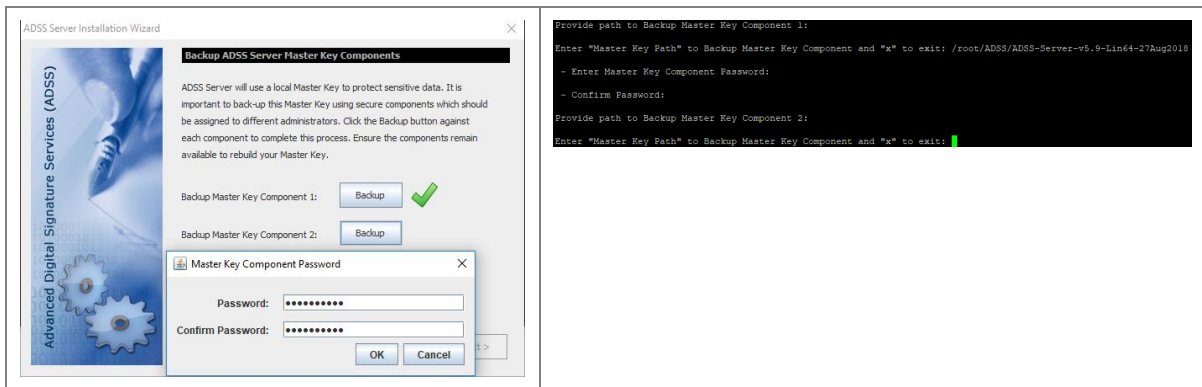 ADSS Server Installation Wizard
Advanced Digital Signature Services (ADSS)
Backup ADSS Server Master Key Components
ADSS Server will use a local Master Key to protect sensitive data. It is
important to back-up this Master Key using secure components which should
be assigned to different administrators. Click the Backup button against
each component to complete this process. Ensure the components remain
available to rebuild your Master Key.
Backup Master Key Component 1:
Backup
Backup Master Key Component 2:
Backup
Master Key Component Password
Password:
Confirm Password:
OK
Cancel
Provide path to Backup Master Key Component 1:
Enter "Master Key Path" to Backup Master Key Component and "x" to exit: /root/ADSS/ADSS-Server-v5.9-Lin64-27Aug2018
- Enter Master Key Component Password:
- Confirm Password:
Provide path to Backup Master Key Component 2:
Enter "Master Key Path" to Backup Master Key Component and "x" to exit: